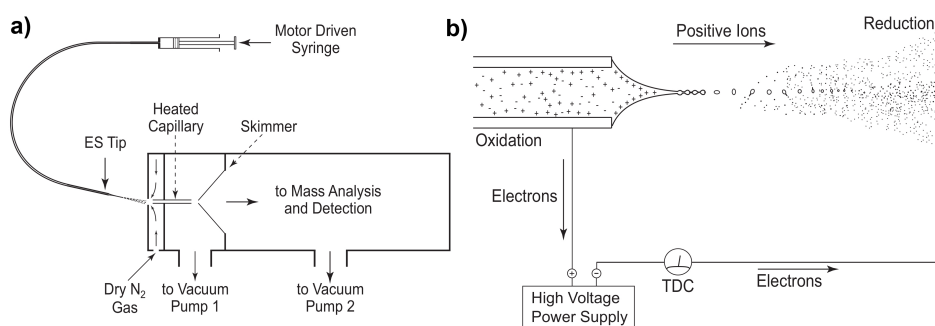 a)
Motor Driven
Syringe
Heated
Capillary
Skimmer
ES Tip
to Mass Analysis
and Detection
Dry N₂
Gas
to Vacuum
Pump 1
to Vacuum
Pump 2
b)
Positive Ions
Reduction
Oxidation
Electrons
TDC
Electrons
High Voltage
Power Supply